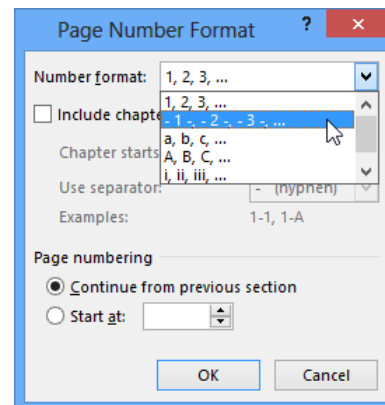 Page Number Format ? ×
Number format: 1, 2, 3, ...
1, 2, 3, ...
- 1 -, - 2 -, - 3 -, ...
Include
a, b, c, ...
Chapter starts
A, B, C, ...
i, ii, iii, ...
Use separator: - (hyphen)
Examples: 1-1, 1-A
Page numbering
Continue from previous section
Start at:
OK Cancel